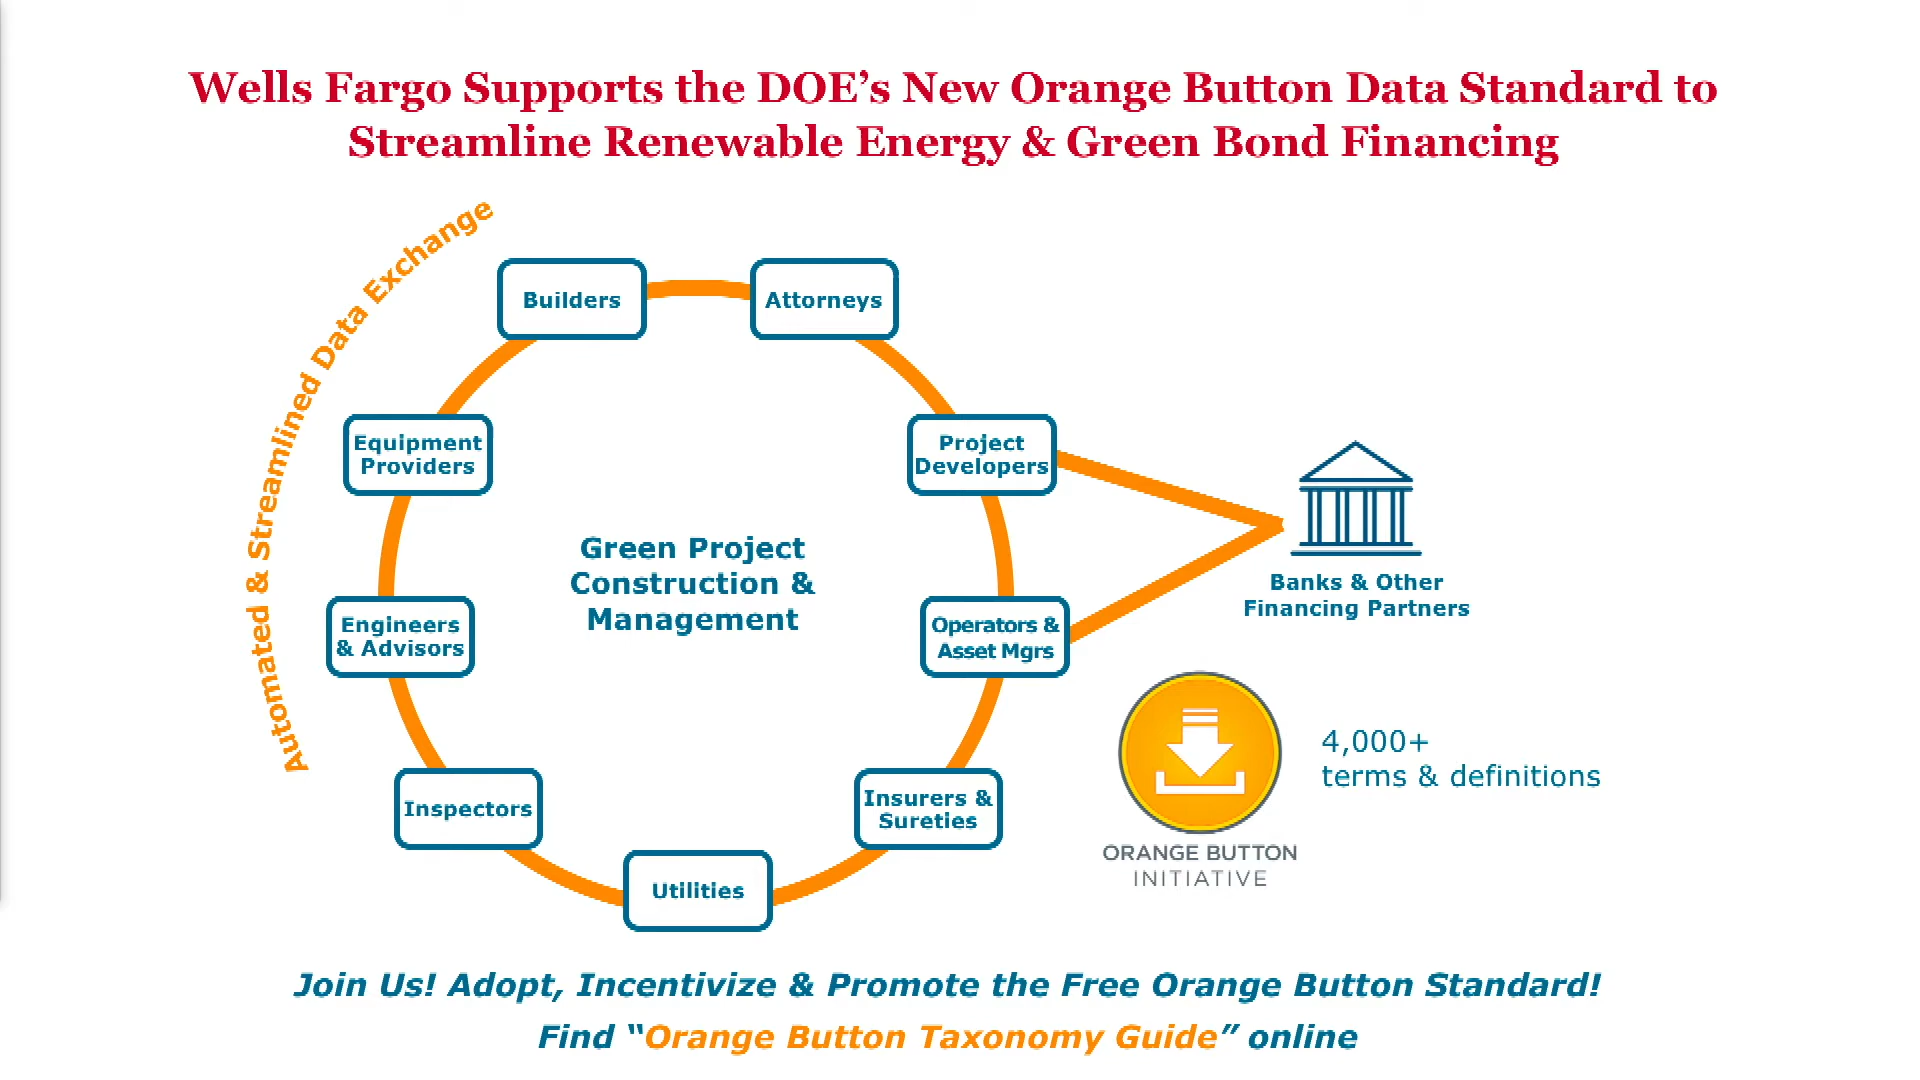 Wells Fargo Supports the DOE’s New Orange Button Data Standard to
Streamline Renewable Energy & Green Bond Financing
Automated & Streamlined Data Exchange
Builders
Attorneys
Equipment
Providers
Project
Developers
Green Project
Construction &
Management
Banks & Other
Financing Partners
Engineers
& Advisors
Operators &
Asset Mgrs
Inspectors
Insurers &
Sureties
Utilities
4,000+
terms & definitions
ORANGE BUTTON
INITIATIVE
Join Us! Adopt, Incentivize & Promote the Free Orange Button Standard!
Find “Orange Button Taxonomy Guide” online